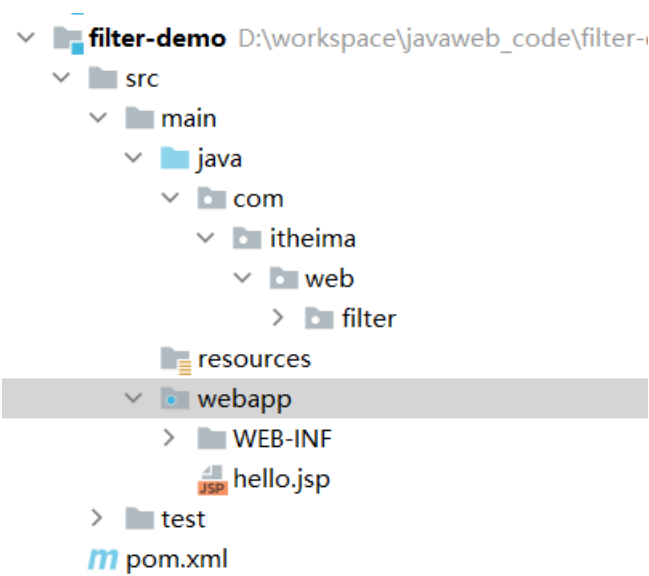 filter-demo D:\workspace\javaweb_code\filter-
src
main
java
com
itheima
web
filter
resources
webapp
WEB-INF
JSP hello.jsp
test
m pom.xml